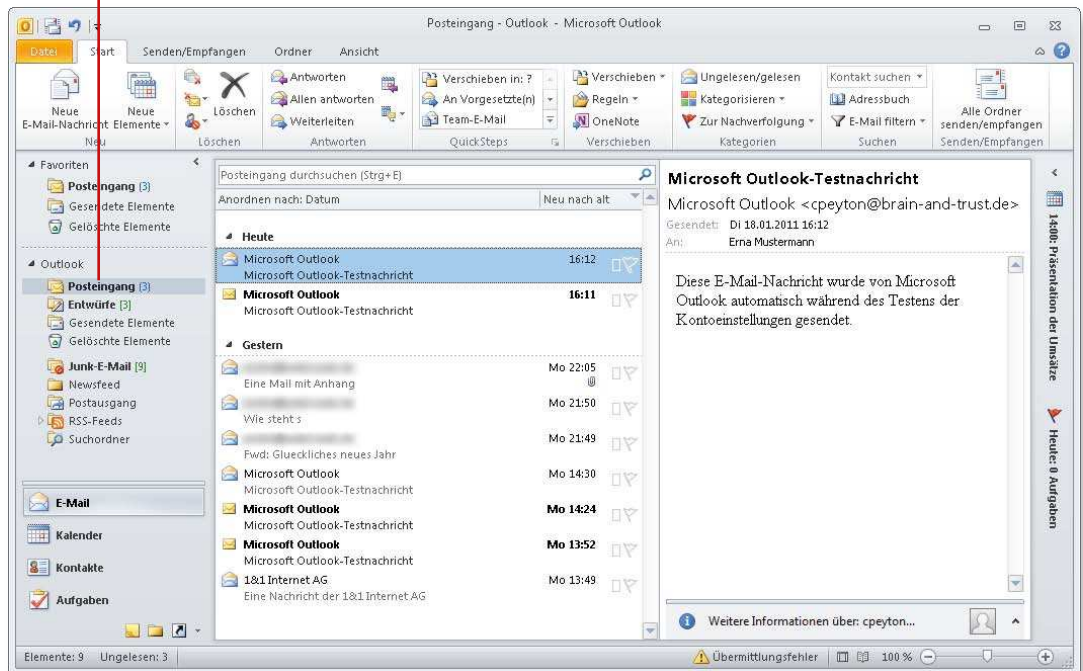 Posteingang - Outlook - Microsoft Outlook
Datei Start Senden/Empfangen Ordner Ansicht
Neue E-Mail-Nachricht
Neue Elemente
Neu
Löschen
Löschen
Antworten
Allen antworten
Weiterleiten
Antworten
Verschieben in: ?
An Vorgesetzte(n)
Team-E-Mail
QuickSteps
Verschieben
Regeln
OneNote
Verschieben
Ungelesen/gelesen
Kategorisieren
Zur Nachverfolgung
Kategorien
Kontakt suchen
Adressbuch
E-Mail filtern
Suchen
Alle Ordner
senden/empfangen
Senden/Empfangen
Favoriten
Posteingang (3)
Gesendete Elemente
Gelöschte Elemente
Outlook
Posteingang (3)
Entwürfe [3]
Gesendete Elemente
Gelöschte Elemente
Junk-E-Mail [9]
Newsfeed
Postausgang
RSS-Feeds
Suchordner
E-Mail
Kalender
Kontakte
Aufgaben
Posteingang durchsuchen (Strg+E)
Anordnen nach: Datum Neu nach alt
Heute
Microsoft Outlook 16:12
Microsoft Outlook-Testnachricht
Microsoft Outlook 16:11
Microsoft Outlook-Testnachricht
Gestern
Mo 22:05
Eine Mail mit Anhang
Mo 21:50
Wie steht s
Mo 21:49
Fwd: Glueckliches neues Jahr
Microsoft Outlook Mo 14:30
Microsoft Outlook-Testnachricht
Microsoft Outlook Mo 14:24
Microsoft Outlook-Testnachricht
Microsoft Outlook Mo 13:52
Microsoft Outlook-Testnachricht
1&1 Internet AG Mo 13:49
Eine Nachricht der 1&1 Internet AG
Microsoft Outlook-Testnachricht
Microsoft Outlook <cpeyton@brain-and-trust.de>
Gesendet: Di 18.01.2011 16:12
An: Erna Mustermann
Diese E-Mail-Nachricht wurde von Microsoft
Outlook automatisch während des Testens der
Kontoeinstellungen gesendet.
Weitere Informationen über: cpeyton...
14:00: Präsentation der Umsätze
Heute: 0 Aufgaben
Elemente: 9 Ungelesen: 3
Übermittlungsfehler 100 %